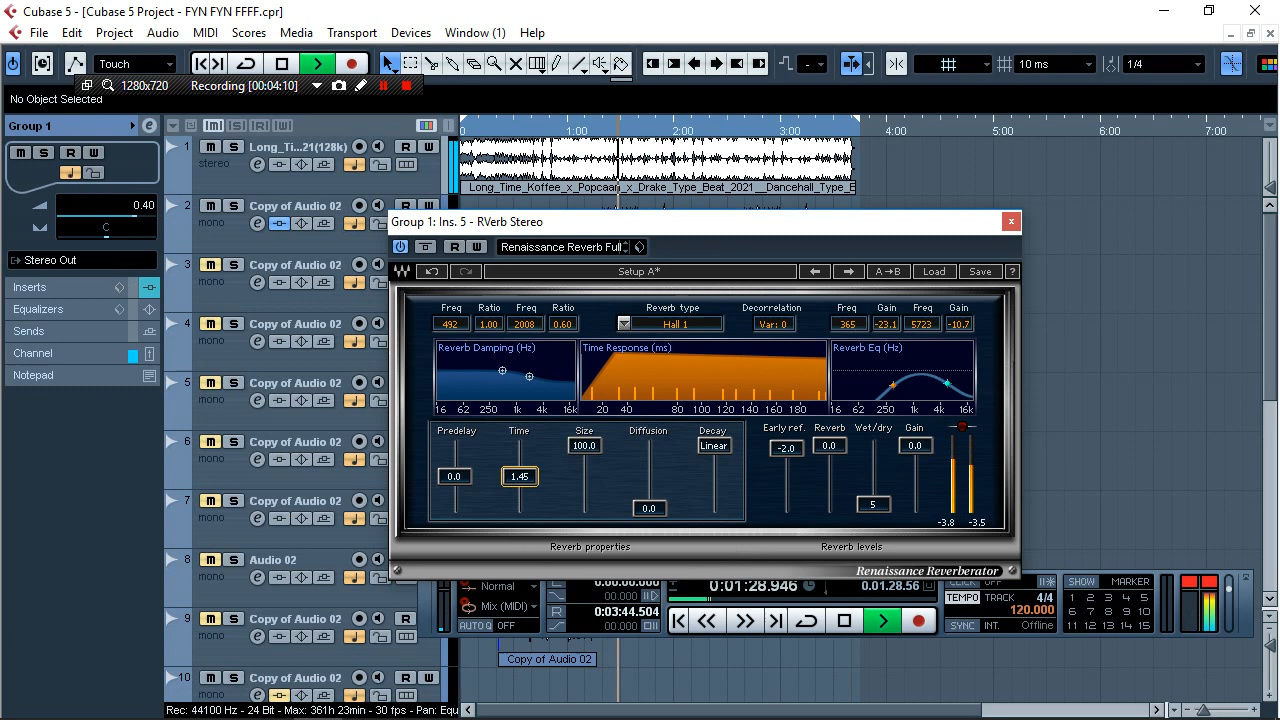 Cubase 5 - [Cubase 5 Project - FYN FYN FFFF.cpr]
File Edit Project Audio MIDI Scores Media Transport Devices Window (1) Help
Touch 10 ms 1/4
1280x720 Recording [00:04:10]
No Object Selected
Group 1
0 1:00 2:00 3:00 4:00 5:00 6:00 7:00
m S R W
0.40
C
Stereo Out
Inserts
Equalizers
Sends
Channel
Notepad
1 m S Long_Ti...21(128k) R W
stereo
Long_Time_Koffee_x_Popcaan_x_Drake_Type_Beat_2021__Dancehall_Type_E
2 m S Copy of Audio 02
mono
3 m S Copy of Audio 02
mono
4 m S Copy of Audio 02
mono
5 m S Copy of Audio 02
mono
6 m S Copy of Audio 02
mono
7 m S Copy of Audio 02
mono
8 m S Audio 02
mono
9 m S Copy of Audio 02 R
mono
10 m S Copy of Audio 02 R W
mono
Group 1: Ins. 5 - RVerb Stereo
R W Renaissance Reverb Full
Setup A* A→B Load Save ?
Freq Ratio Freq Ratio Reverb type Decorrelation Freq Gain Freq Gain
492 1.00 2008 0.60 Hall 1 Var: 0 365 -23.1 5723 -10.7
Reverb Damping (Hz) Time Response (ms) Reverb Eq (Hz)
16 62 250 1k 4k 16k 20 40 80 100 120 140 160 180 16 62 250 1k 4k 16k
Predelay Time Size Diffusion Decay Early ref. Reverb Wet/dry Gain
0.0 1.45 100.0 0.0 Linear -2.0 0.0 5 0.0
-3.8 -3.5
Reverb properties Reverb levels
Renaissance Reverberator
Normal
Mix (MIDI)
AUTO Q OFF
00.000
R 0:03:44.504
00.000
0:01:28.946 0:01:28.56
CLICK OFF
TEMPO TRACK 4/4
120.000
SYNC INT. Offline
SHOW MARKER
1 2 3 4 5
6 7 8 9 10
11 12 13 14 15
Copy of Audio 02
Rec: 44100 Hz - 24 Bit - Max: 361h 23min - 30 fps - Pan: Equ